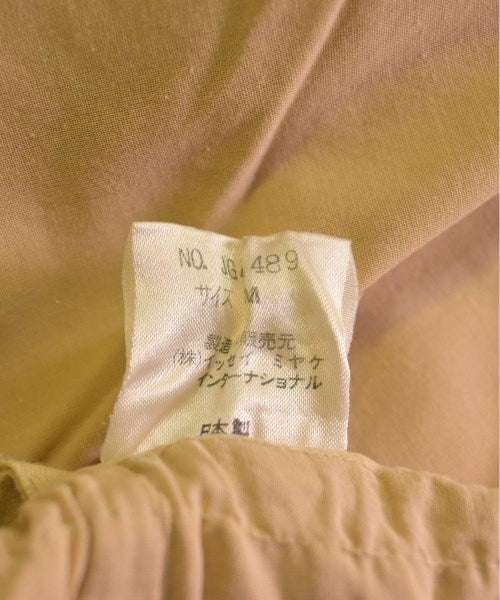 NO. 489
サイズ M
製造 販売元
(株)イッセイ ミヤケ
インターナショナル
日本製